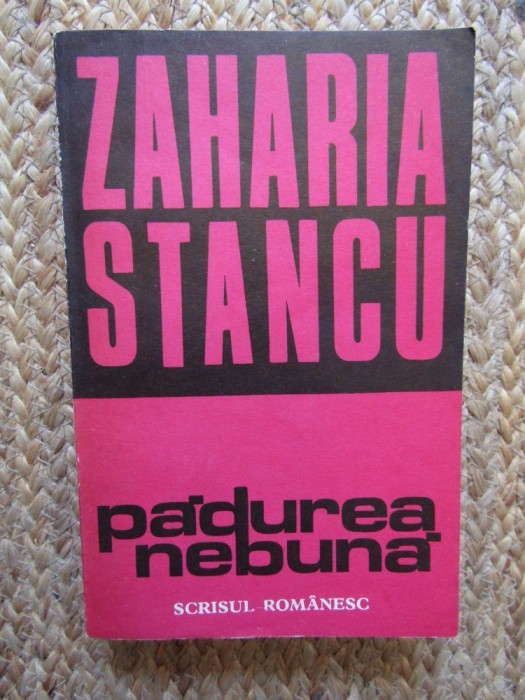 ZAHARIA
STANCU
pădurea
nebună
SCRISUL ROMÂNESC